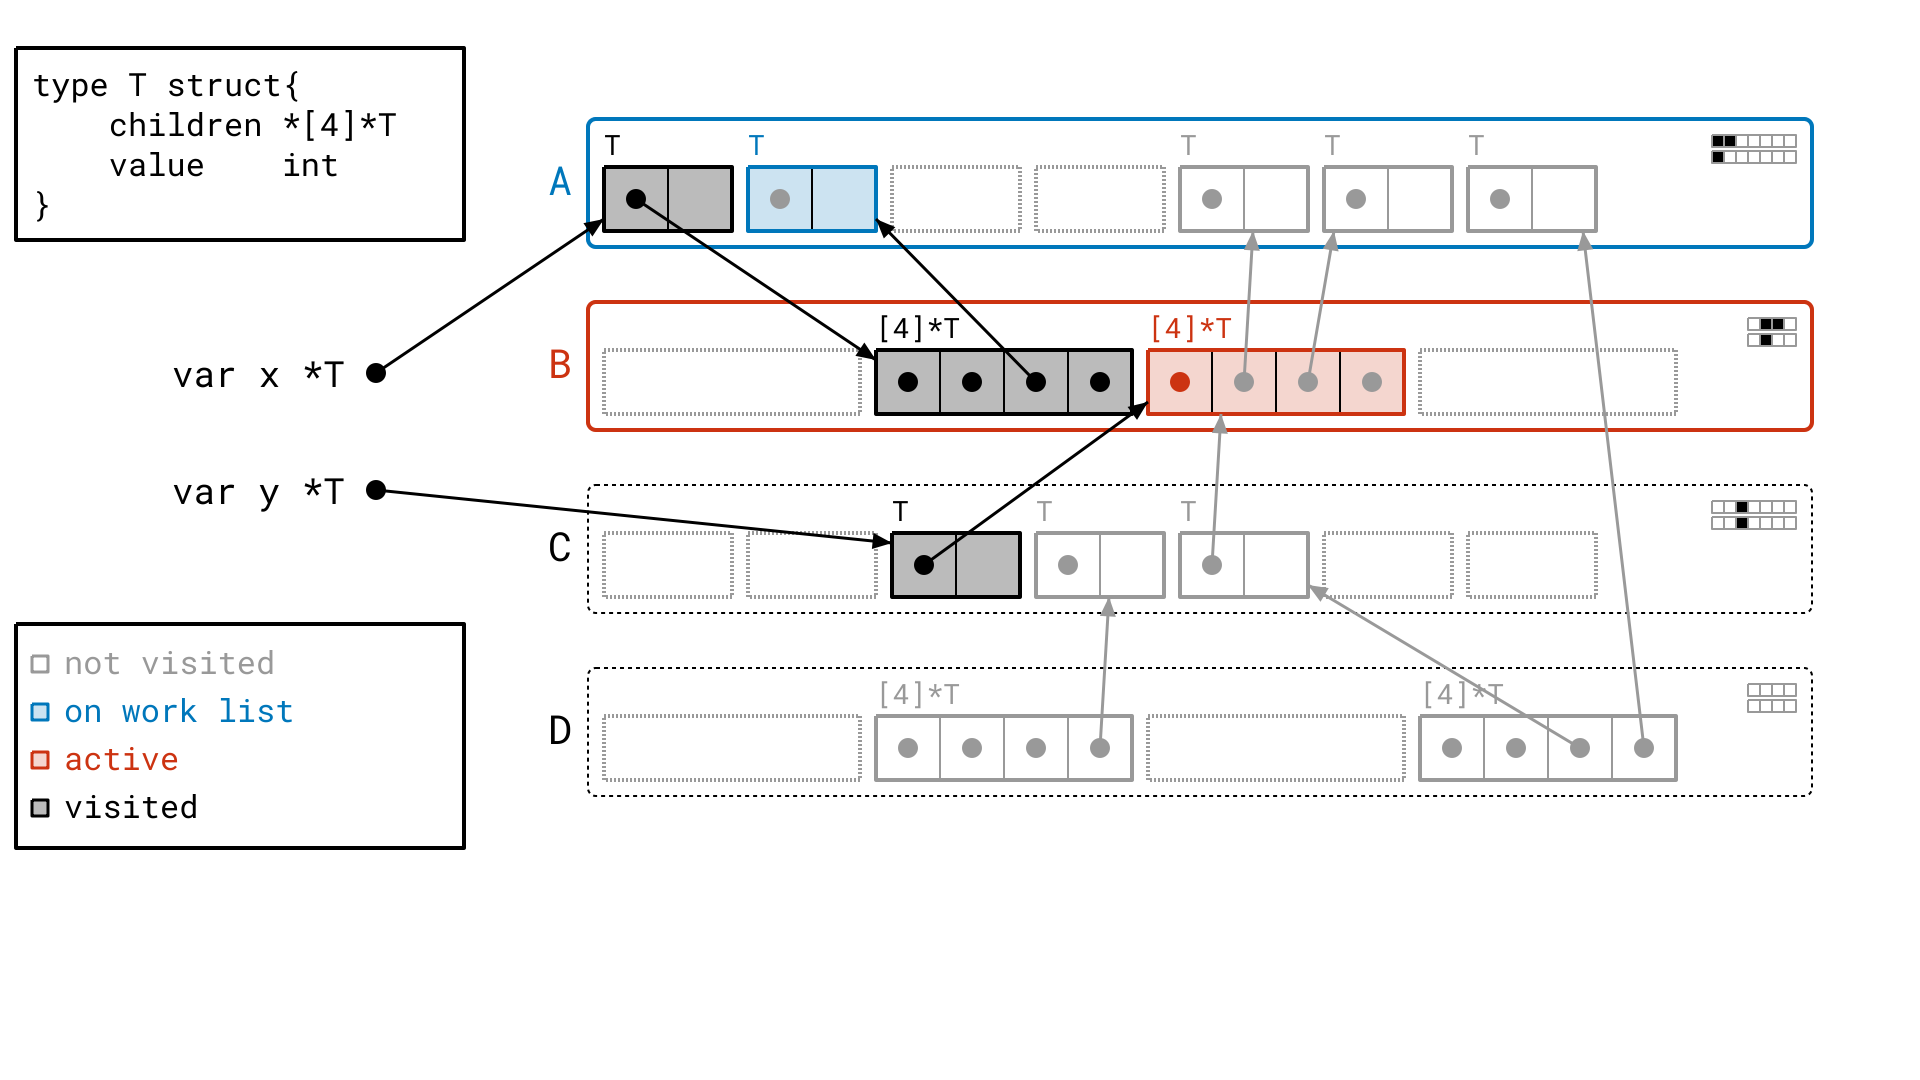 type T struct{
    children *[4]*T
    value    int
}
var x *T
var y *T
not visited
on work list
active
visited
A
T T T T T
B
[4]*T [4]*T
C
T T T
D
[4]*T [4]*T